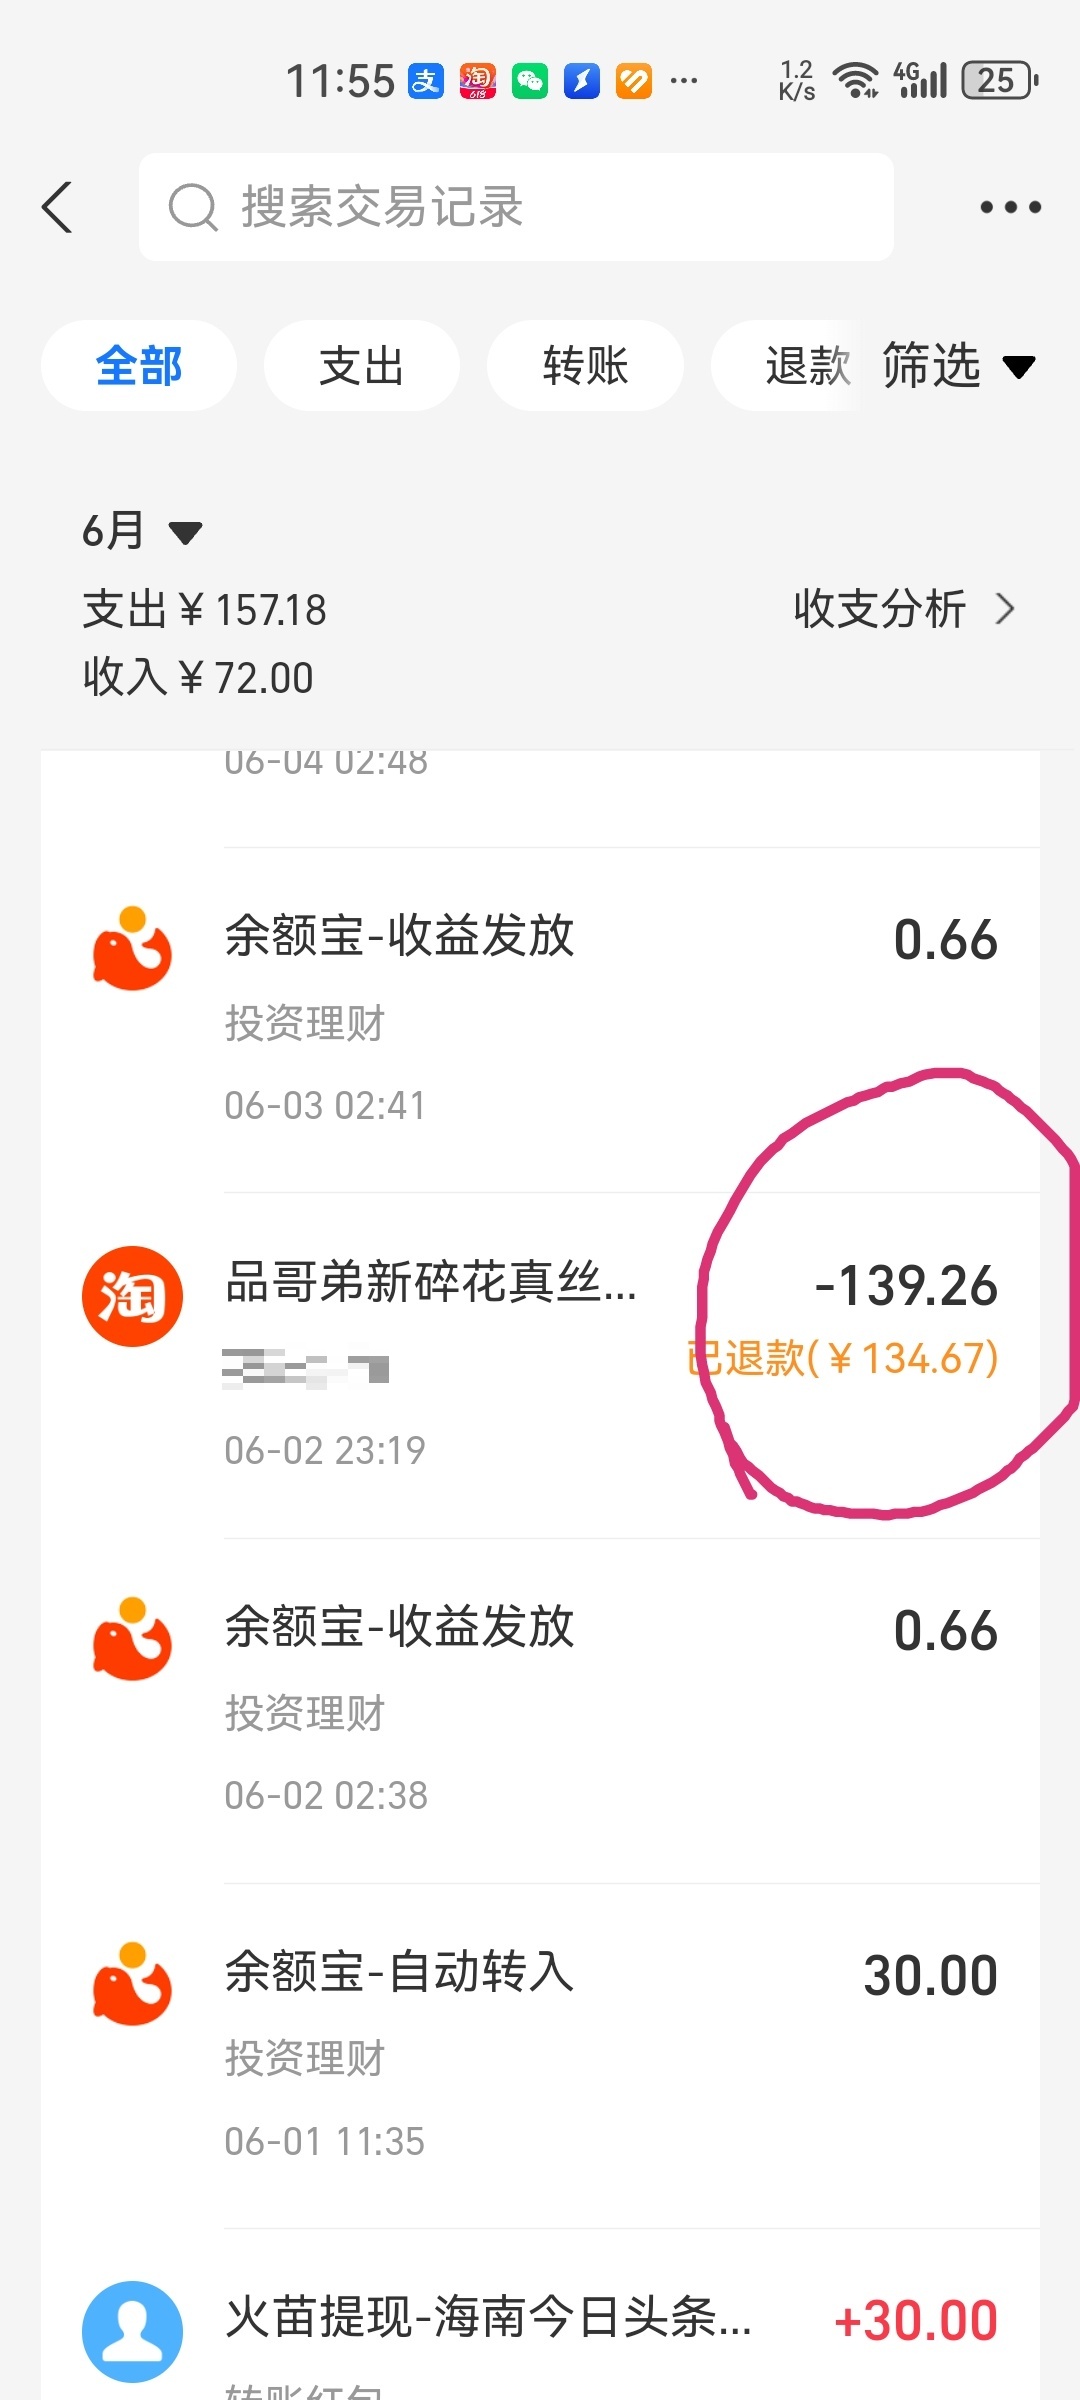 11:55
1.2 K/s 4G 25
搜索交易记录
全部 支出 转账 退款 筛选
6月
支出￥157.18
收支分析
收入￥72.00
06-04 02:48
余额宝-收益发放 0.66
投资理财
06-03 02:41
淘 品哥弟新碎花真丝... -139.26
已退款(￥134.67)
06-02 23:19
余额宝-收益发放 0.66
投资理财
06-02 02:38
余额宝-自动转入 30.00
投资理财
06-01 11:35
火苗提现-海南今日头条... +30.00
转账红包